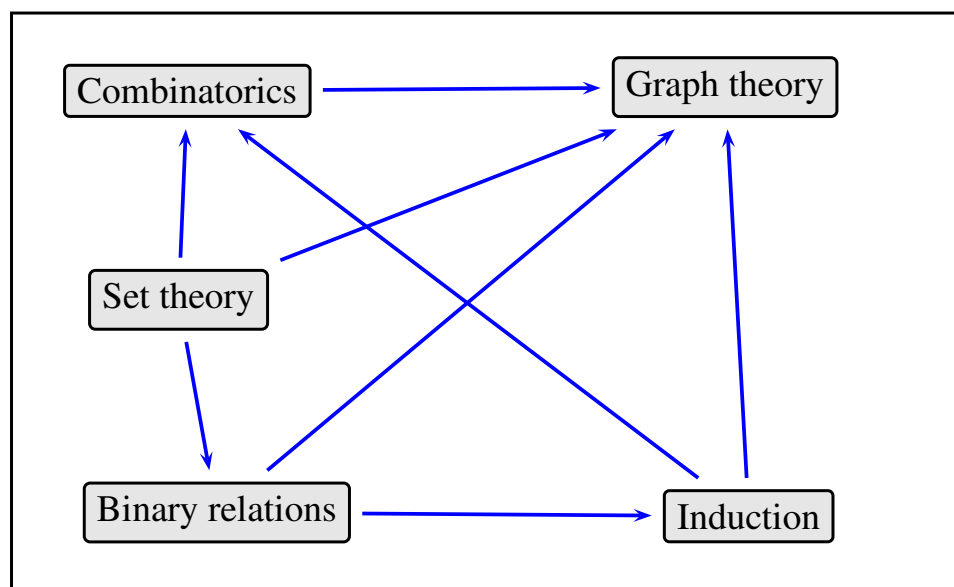 Combinatorics
Graph theory
Set theory
Binary relations
Induction